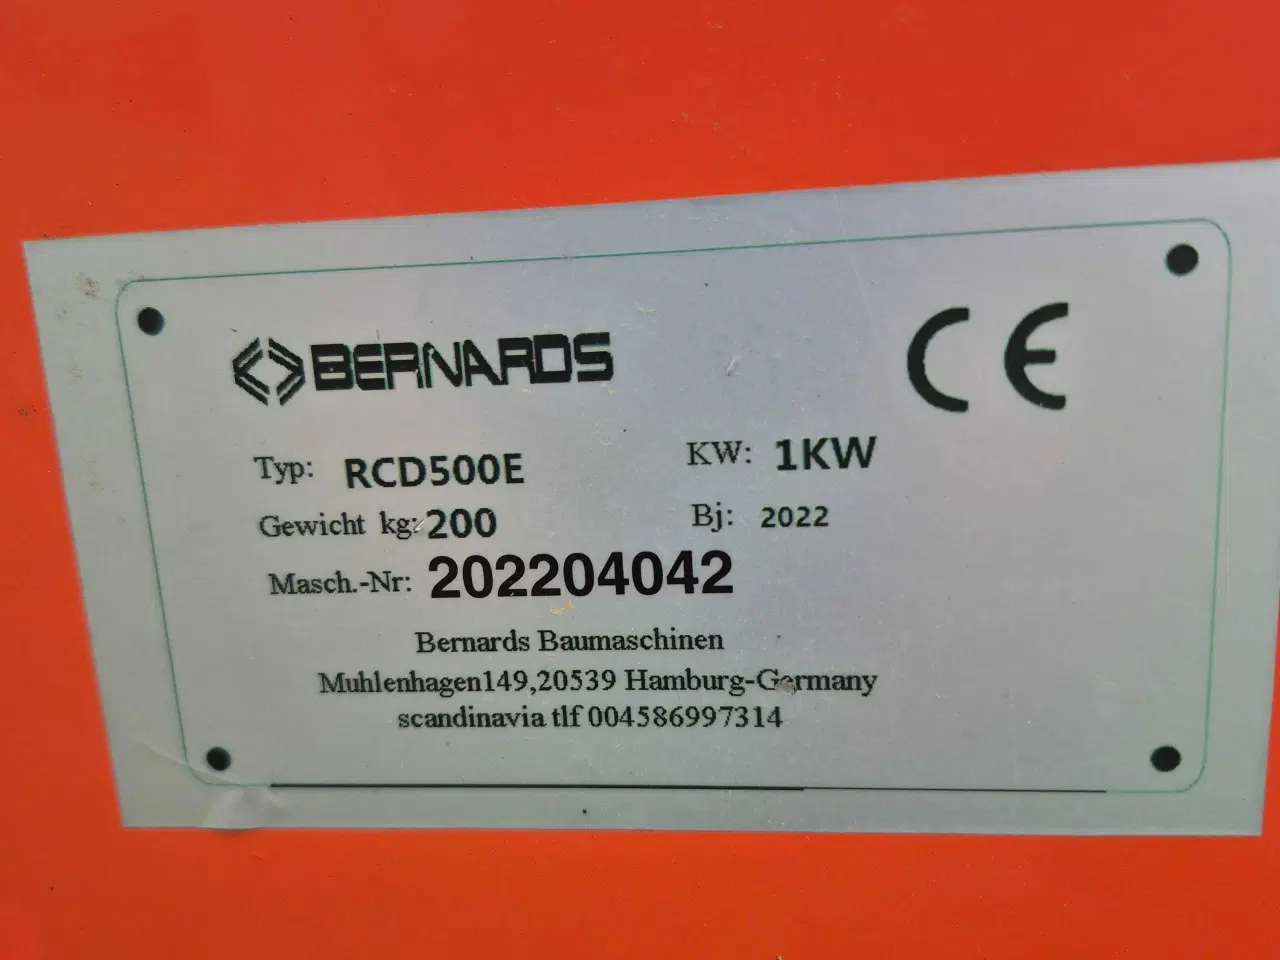 BERNARDS CE
Typ: RCD500E KW: 1KW
Gewicht kg: 200 Bj: 2022
Masch.-Nr: 202204042
Bernards Baumaschinen
Muhlenhagen149,20539 Hamburg-Germany
scandinavia tlf 004586997314